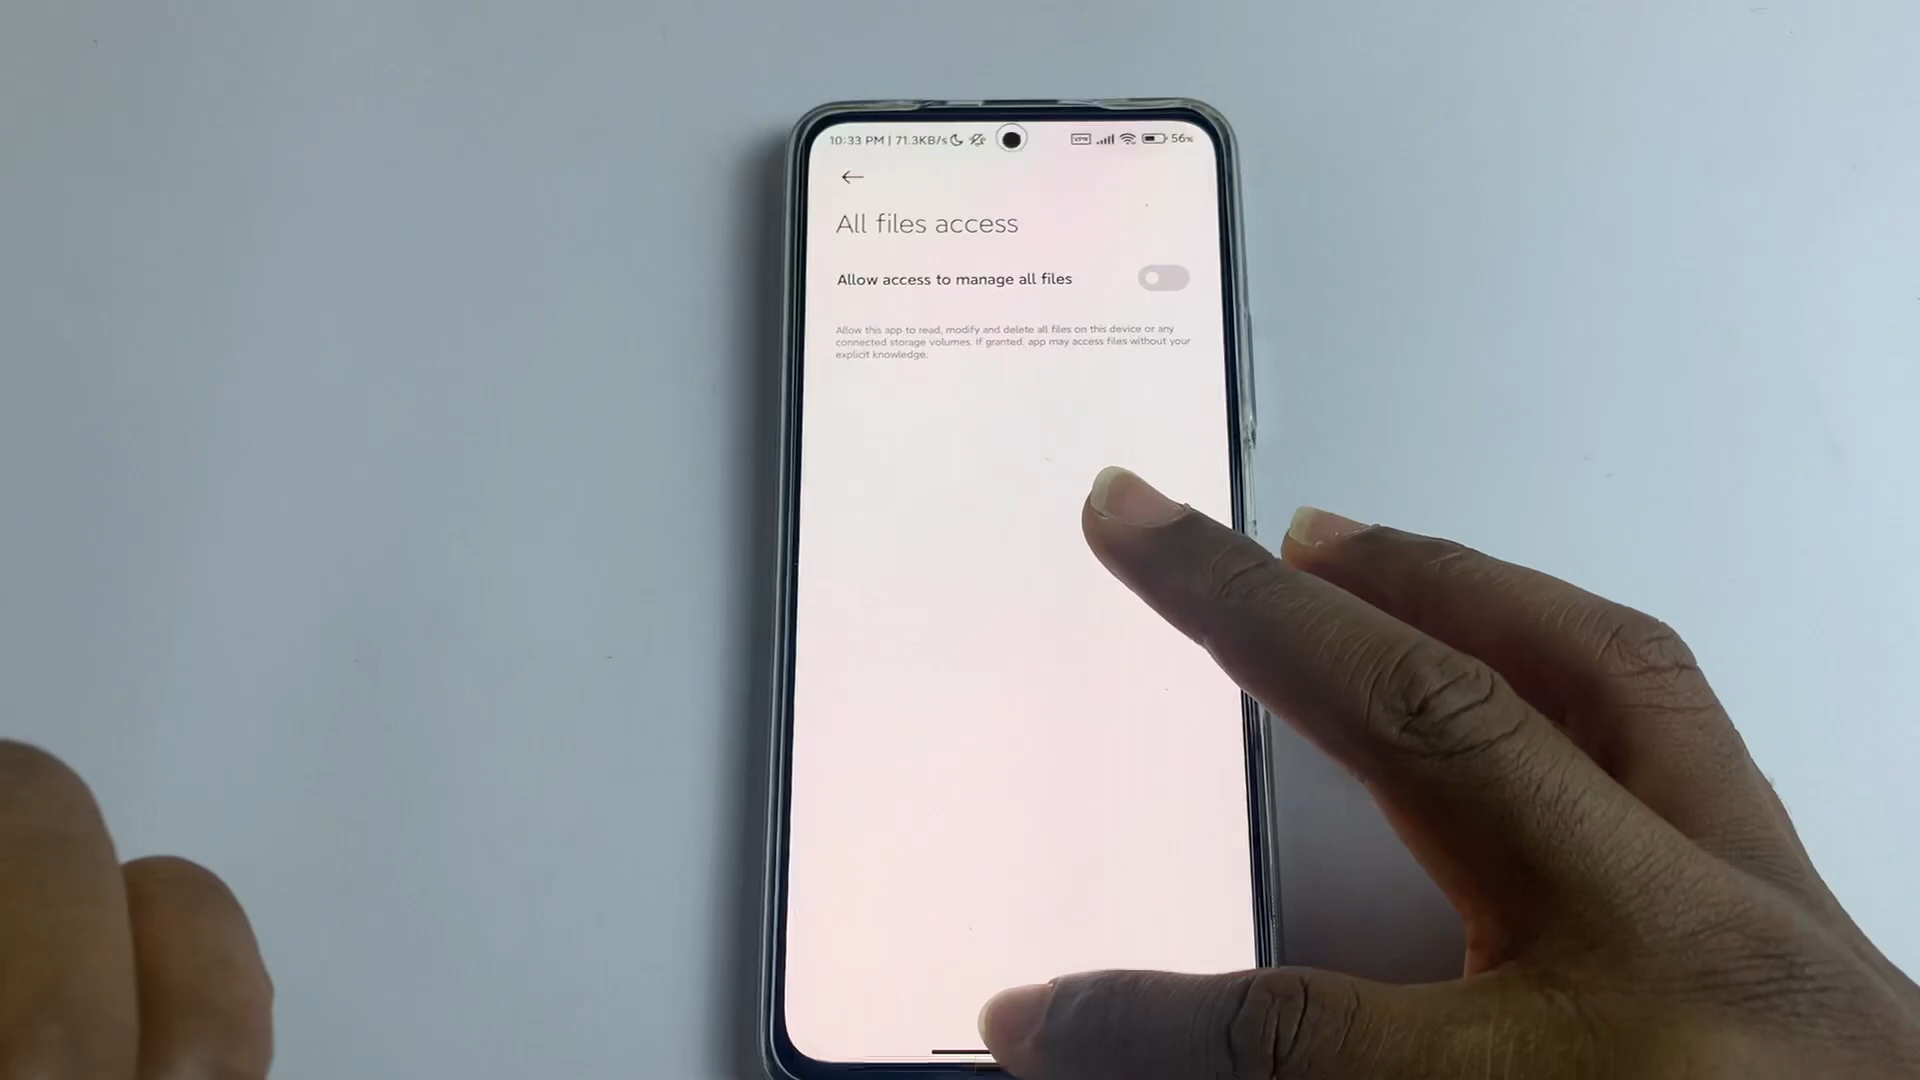 10:33 PM | 71.3KB/s VPN 56%
All files access
Allow access to manage all files
Allow this app to read, modify and delete all files on this device or any
connected storage volumes. If granted, app may access files without your
explicit knowledge.